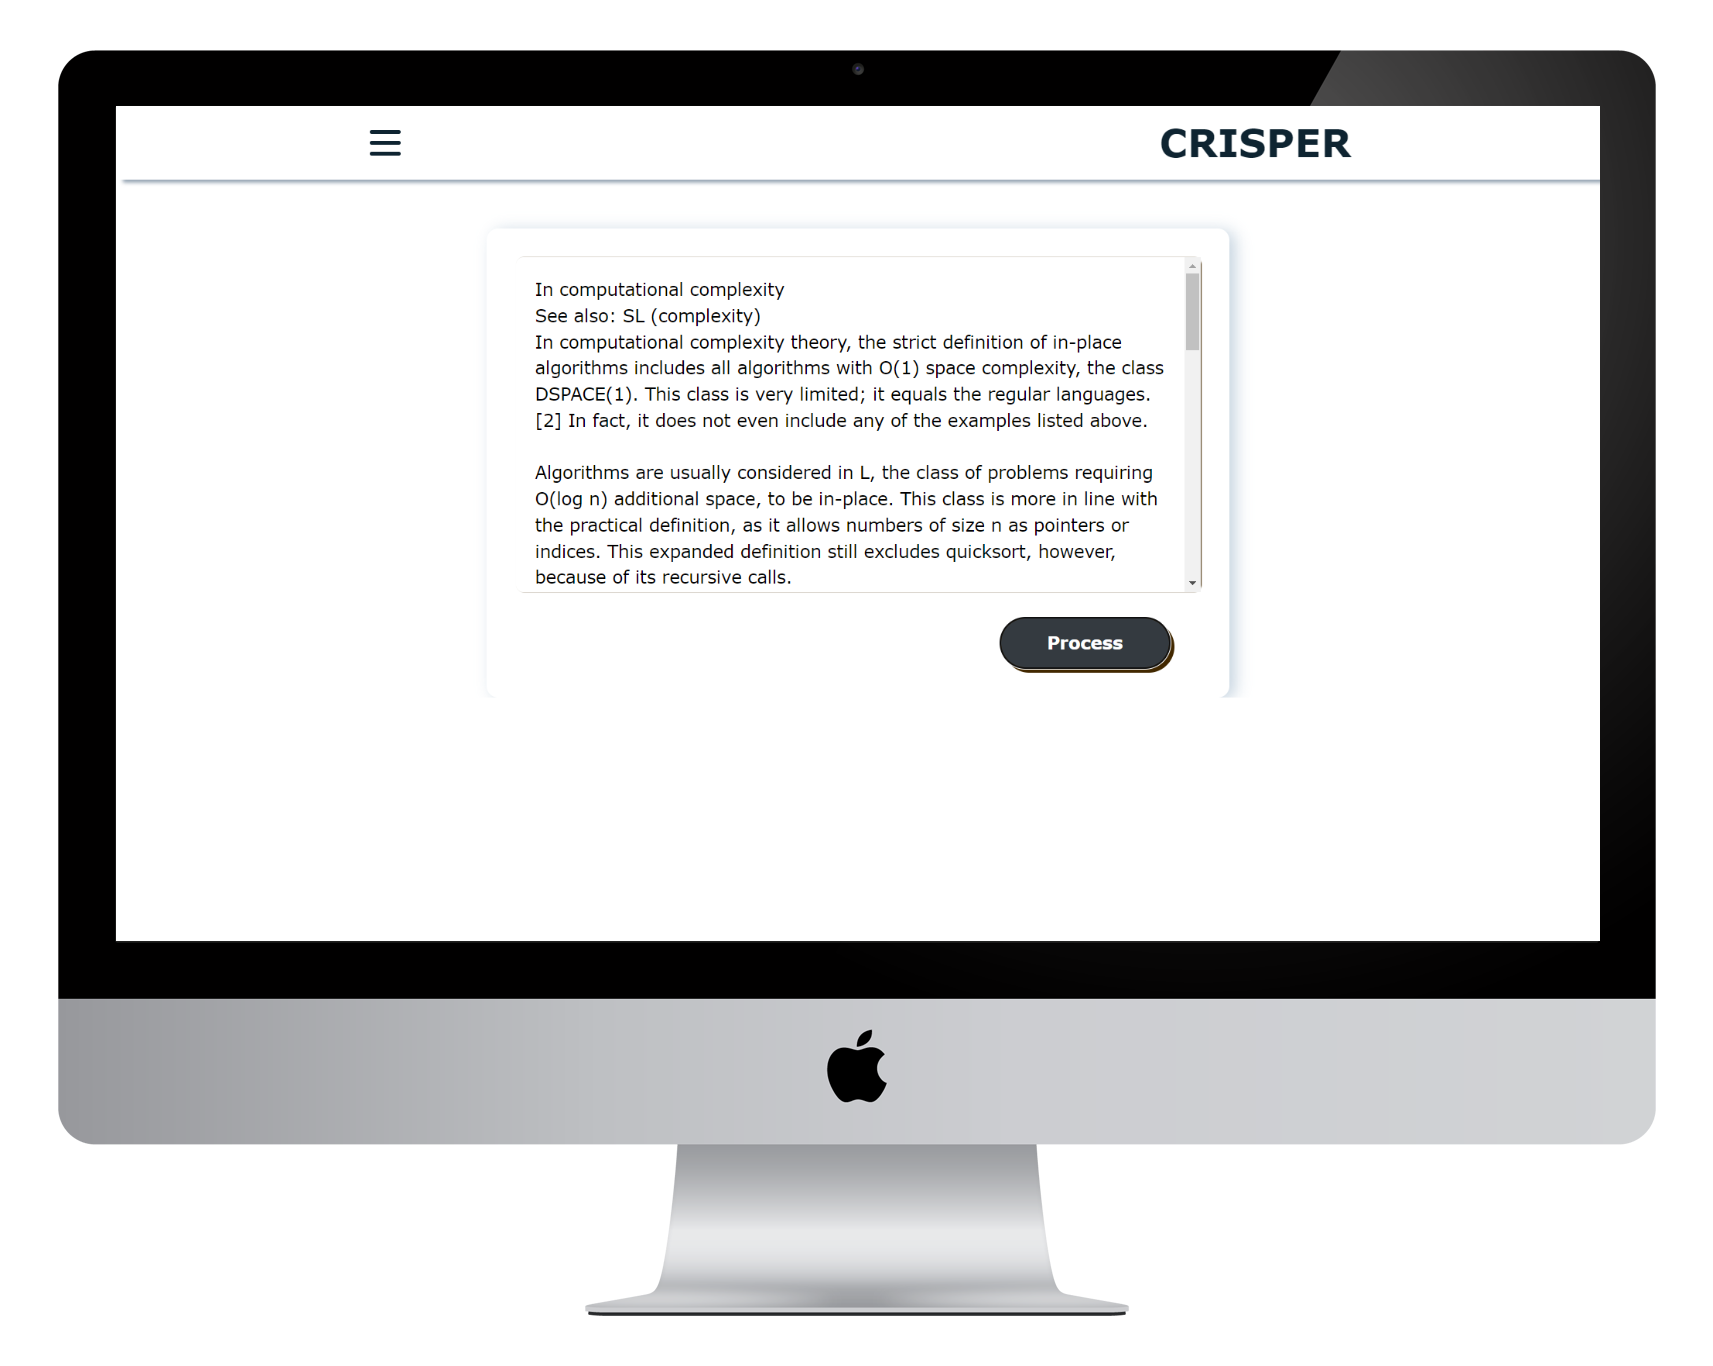 CRISPER
In computational complexity
See also: SL (complexity)
In computational complexity theory, the strict definition of in-place
algorithms includes all algorithms with O(1) space complexity, the class
DSPACE(1). This class is very limited; it equals the regular languages.
[2] In fact, it does not even include any of the examples listed above.
Algorithms are usually considered in L, the class of problems requiring
O(log n) additional space, to be in-place. This class is more in line with
the practical definition, as it allows numbers of size n as pointers or
indices. This expanded definition still excludes quicksort, however,
because of its recursive calls.
Process